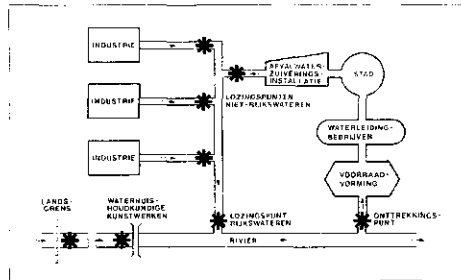 INDUSTRIE
AFVALWATER
ZUIVERINGS-
INSTALLATIE
STAD
INDUSTRIE
LOZINGSPUNTEN
NIET-RIJKSWATEREN
WATERLEIDING-
BEDRIJVEN
INDUSTRIE
VOORRAAD-
VORMING
LANDS-
GRENS
WATERHUIS-
HOUDKUNDIGE
KUNSTWERKEN
LOZINGSPUNT
RIJKSWATEREN
ONTTREKKINGS-
PUNT
RIVIER